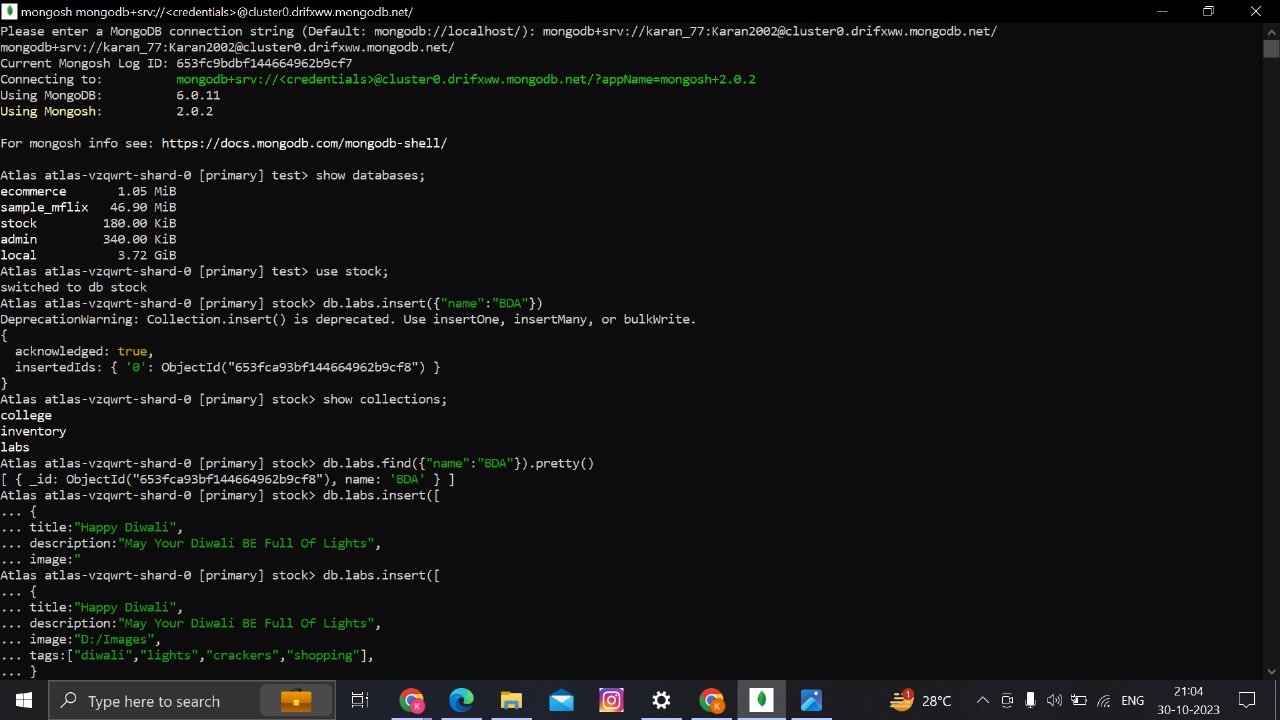 mongosh mongodb+srv://<credentials>@cluster0.drifxww.mongodb.net/
Please enter a MongoDB connection string (Default: mongodb://localhost/): mongodb+srv://karan_77:Karan2002@cluster0.drifxww.mongodb.net/
mongodb+srv://karan_77:Karan2002@cluster0.drifxww.mongodb.net/
Current Mongosh Log ID: 653fc9bdbf144664962b9cf7
Connecting to:          mongodb+srv://<credentials>@cluster0.drifxww.mongodb.net/?appName=mongosh+2.0.2
Using MongoDB:          6.0.11
Using Mongosh:          2.0.2
For mongosh info see: https://docs.mongodb.com/mongodb-shell/
Atlas atlas-vzqwrt-shard-0 [primary] test> show databases;
ecommerce       1.05 MiB
sample_mflix   46.90 MiB
stock         180.00 KiB
admin         340.00 KiB
local           3.72 GiB
Atlas atlas-vzqwrt-shard-0 [primary] test> use stock;
switched to db stock
Atlas atlas-vzqwrt-shard-0 [primary] stock> db.labs.insert({"name":"BDA"})
DeprecationWarning: Collection.insert() is deprecated. Use insertOne, insertMany, or bulkWrite.
{
  acknowledged: true,
  insertedIds: { '0': ObjectId("653fca93bf144664962b9cf8") }
}
Atlas atlas-vzqwrt-shard-0 [primary] stock> show collections;
college
inventory
labs
Atlas atlas-vzqwrt-shard-0 [primary] stock> db.labs.find({"name":"BDA"}).pretty()
[ { _id: ObjectId("653fca93bf144664962b9cf8"), name: 'BDA' } ]
Atlas atlas-vzqwrt-shard-0 [primary] stock> db.labs.insert([
... {
... title:"Happy Diwali",
... description:"May Your Diwali BE Full Of Lights",
... image:"
Atlas atlas-vzqwrt-shard-0 [primary] stock> db.labs.insert([
... {
... title:"Happy Diwali",
... description:"May Your Diwali BE Full Of Lights",
... image:"D:/Images",
... tags:["diwali","lights","crackers","shopping"],
... }
Type here to search
K
K
1
28°C
ENG
21:04
30-10-2023